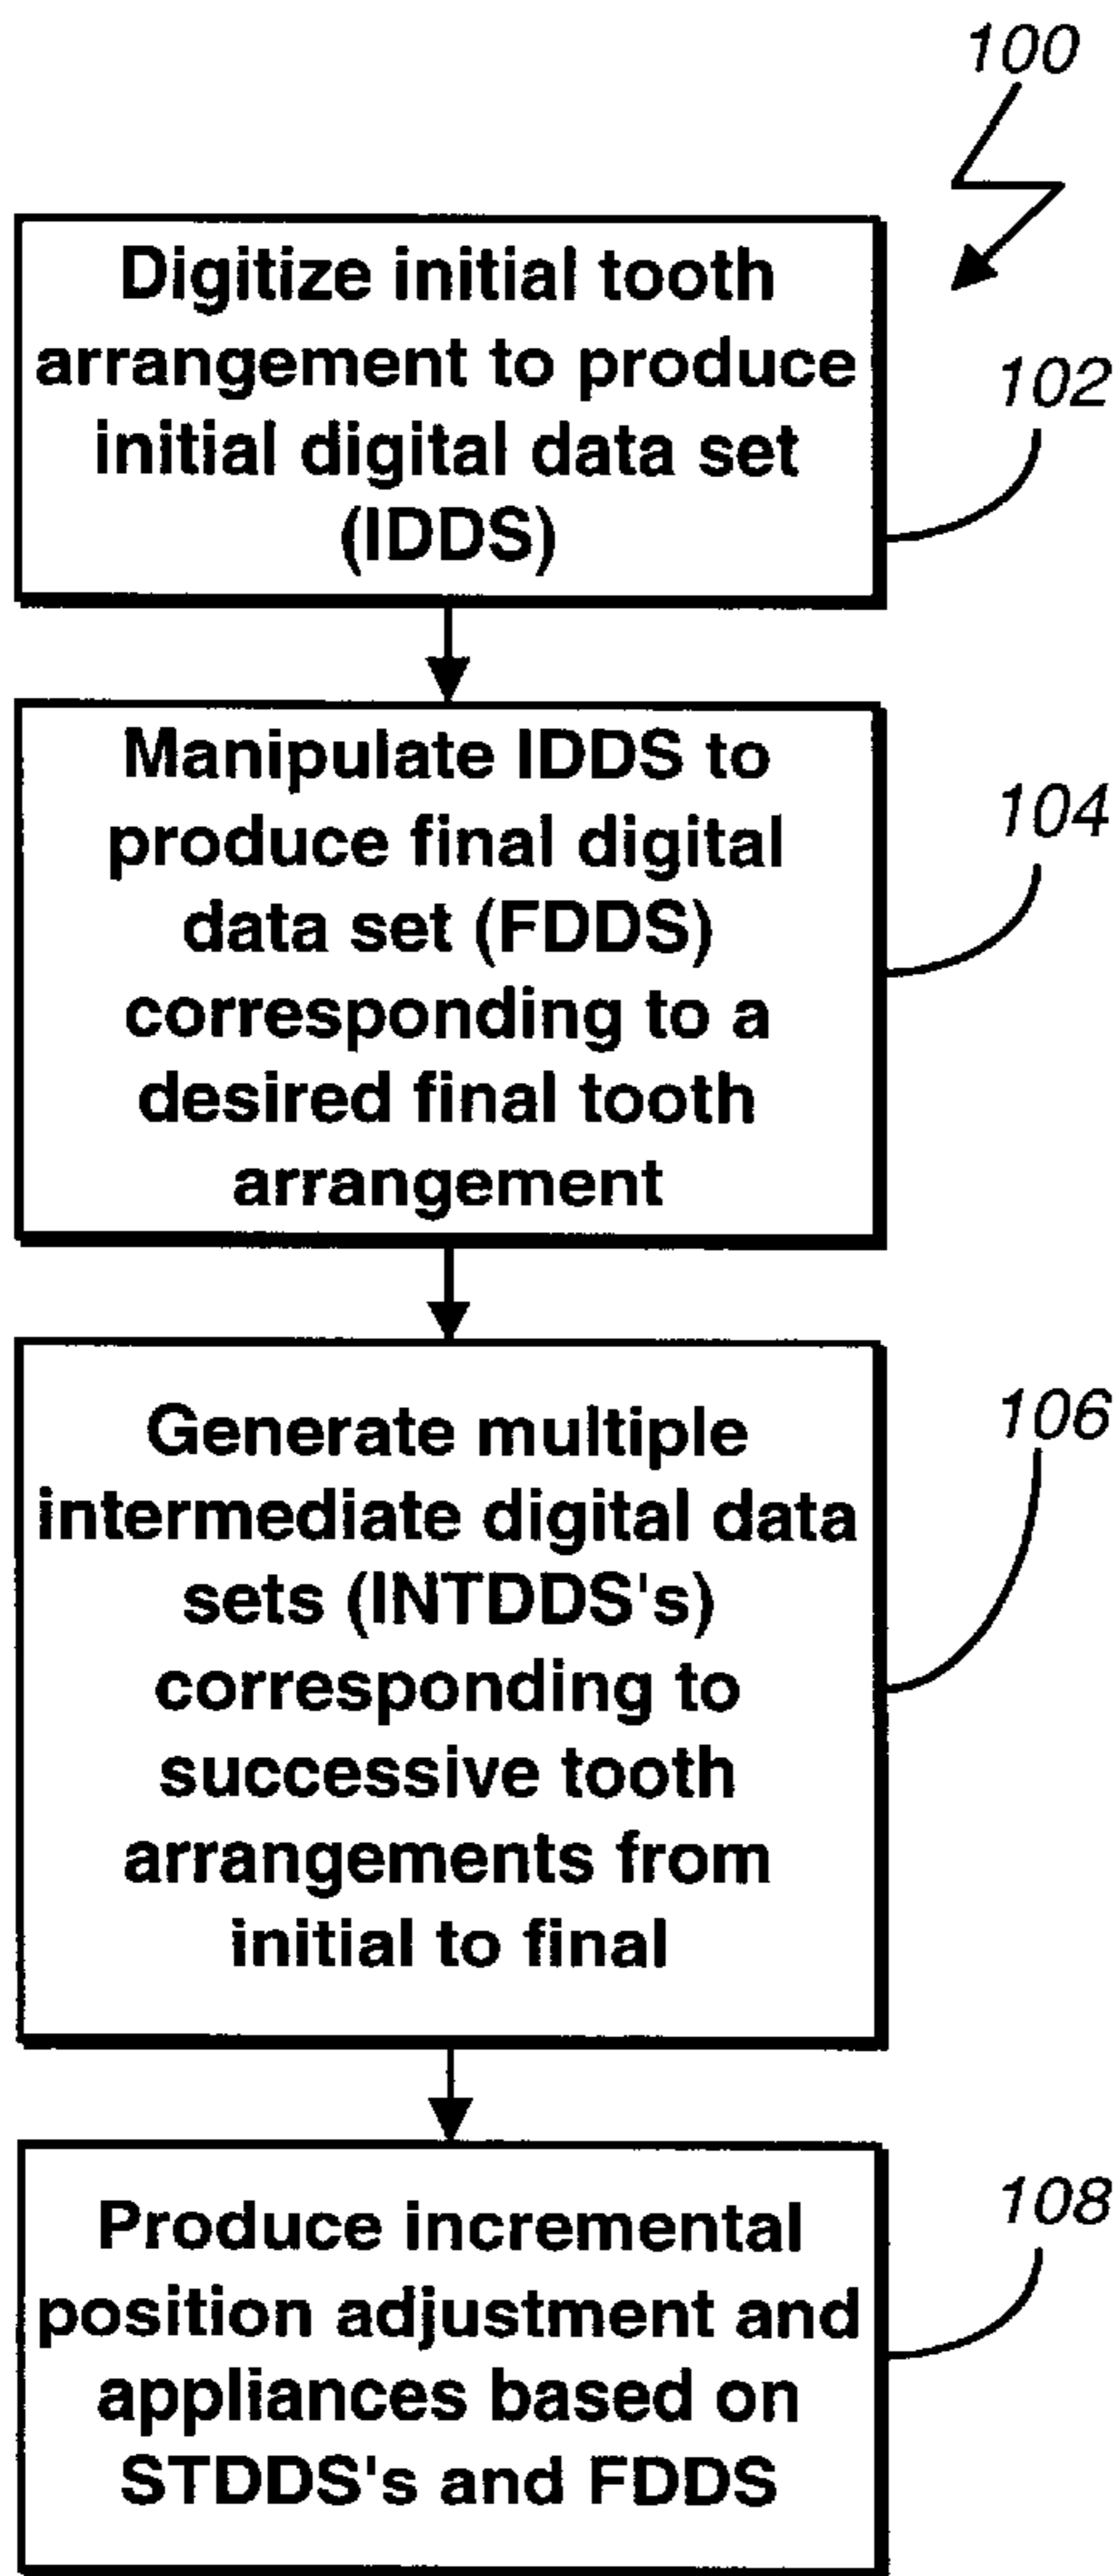 100
Digitize initial tooth
arrangement to produce
initial digital data set
(IDDS)
102
Manipulate IDDS to
produce final digital
data set (FDDS)
corresponding to a
desired final tooth
arrangement
104
Generate multiple
intermediate digital data
sets (INTDDS's)
corresponding to
successive tooth
arrangements from
initial to final
106
Produce incremental
position adjustment and
appliances based on
STDDS's and FDDS
108